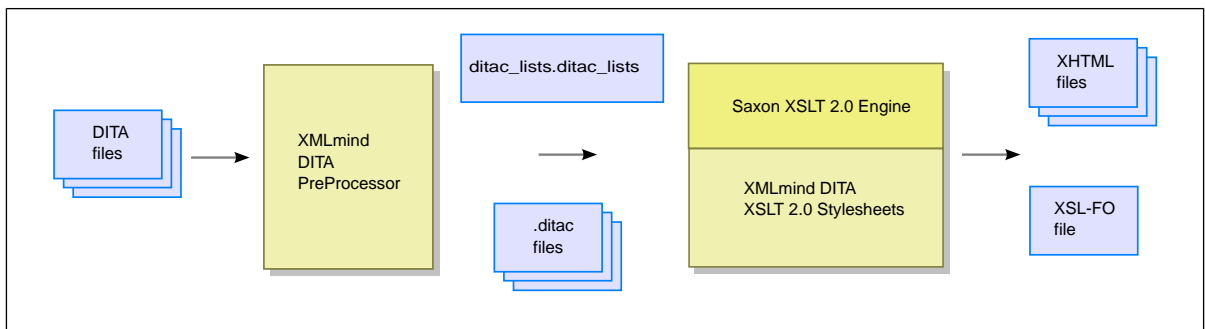 DITA
files
XMLmind
DITA
PreProcessor
ditac_lists.ditac_lists
.ditac
files
Saxon XSLT 2.0 Engine
XMLmind DITA
XSLT 2.0 Stylesheets
XHTML
files
XSL-FO
file